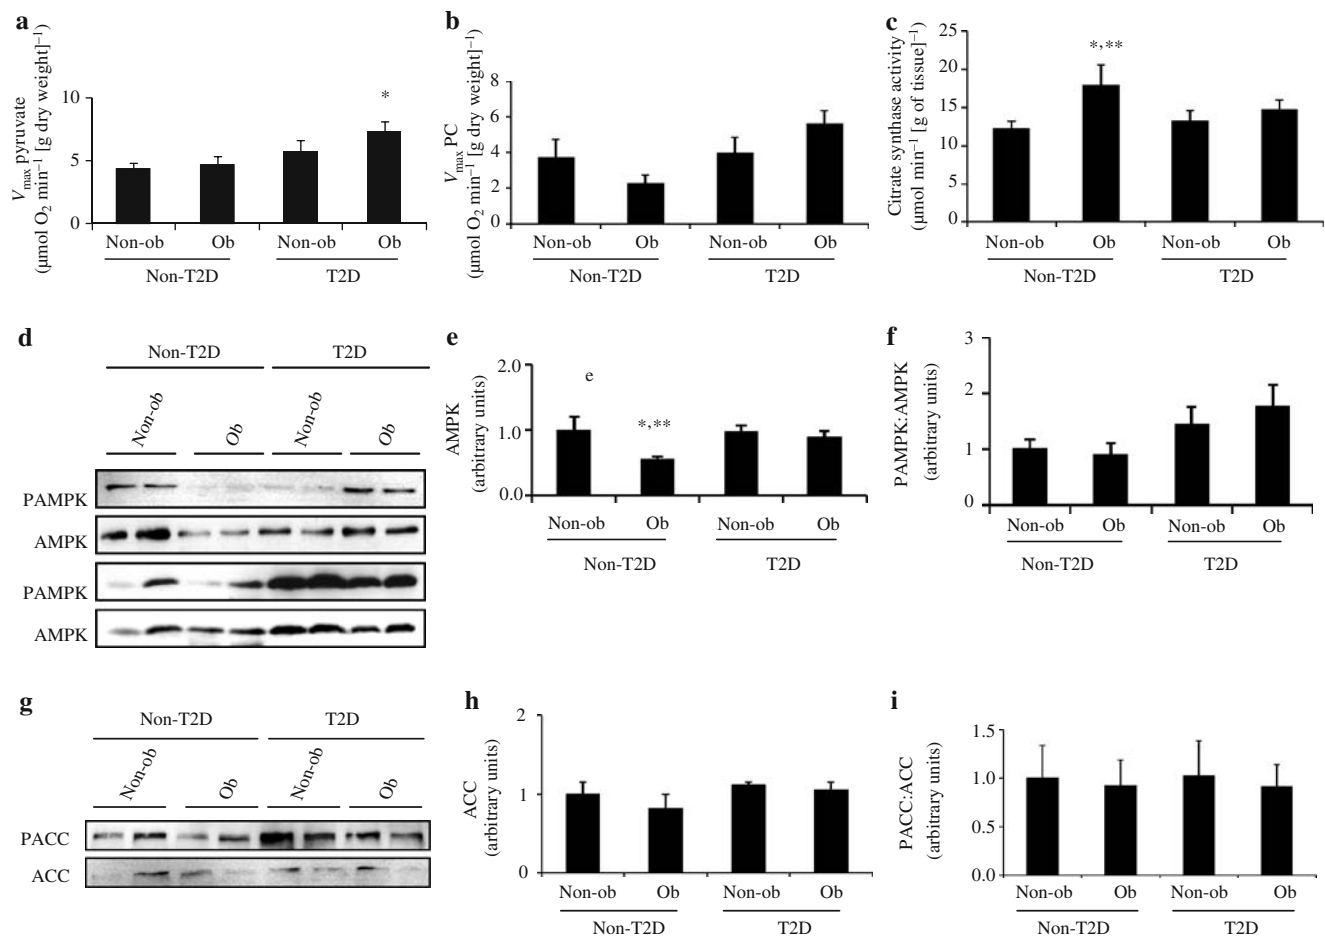 a
V_max pyruvate
(µmol O₂ min⁻¹ [g dry weight]⁻¹)
10
5
0
*
Non-ob Ob Non-ob Ob
Non-T2D T2D
b
V_max PC
(µmol O₂ min⁻¹ [g dry weight]⁻¹)
8
6
4
2
0
Non-ob Ob Non-ob Ob
Non-T2D T2D
c
Citrate synthase activity
(µmol min⁻¹ [g of tissue]⁻¹)
25
20
15
10
5
0
*,**
Non-ob Ob Non-ob Ob
Non-T2D T2D
d
Non-T2D T2D
Non-ob Ob Non-ob Ob
PAMPK
AMPK
PAMPK
AMPK
e
AMPK
(arbitrary units)
2.0
1.0
0.0
e
*,**
Non-ob Ob Non-ob Ob
Non-T2D T2D
f
PAMPK:AMPK
(arbitrary units)
3
2
1
0
Non-ob Ob Non-ob Ob
Non-T2D T2D
g
Non-T2D T2D
Non-ob Ob Non-ob Ob
PACC
ACC
h
ACC
(arbitrary units)
2
1
0
Non-ob Ob Non-ob Ob
Non-T2D T2D
i
PACC:ACC
(arbitrary units)
1.5
1.0
0.5
0.0
Non-ob Ob Non-ob Ob
Non-T2D T2D